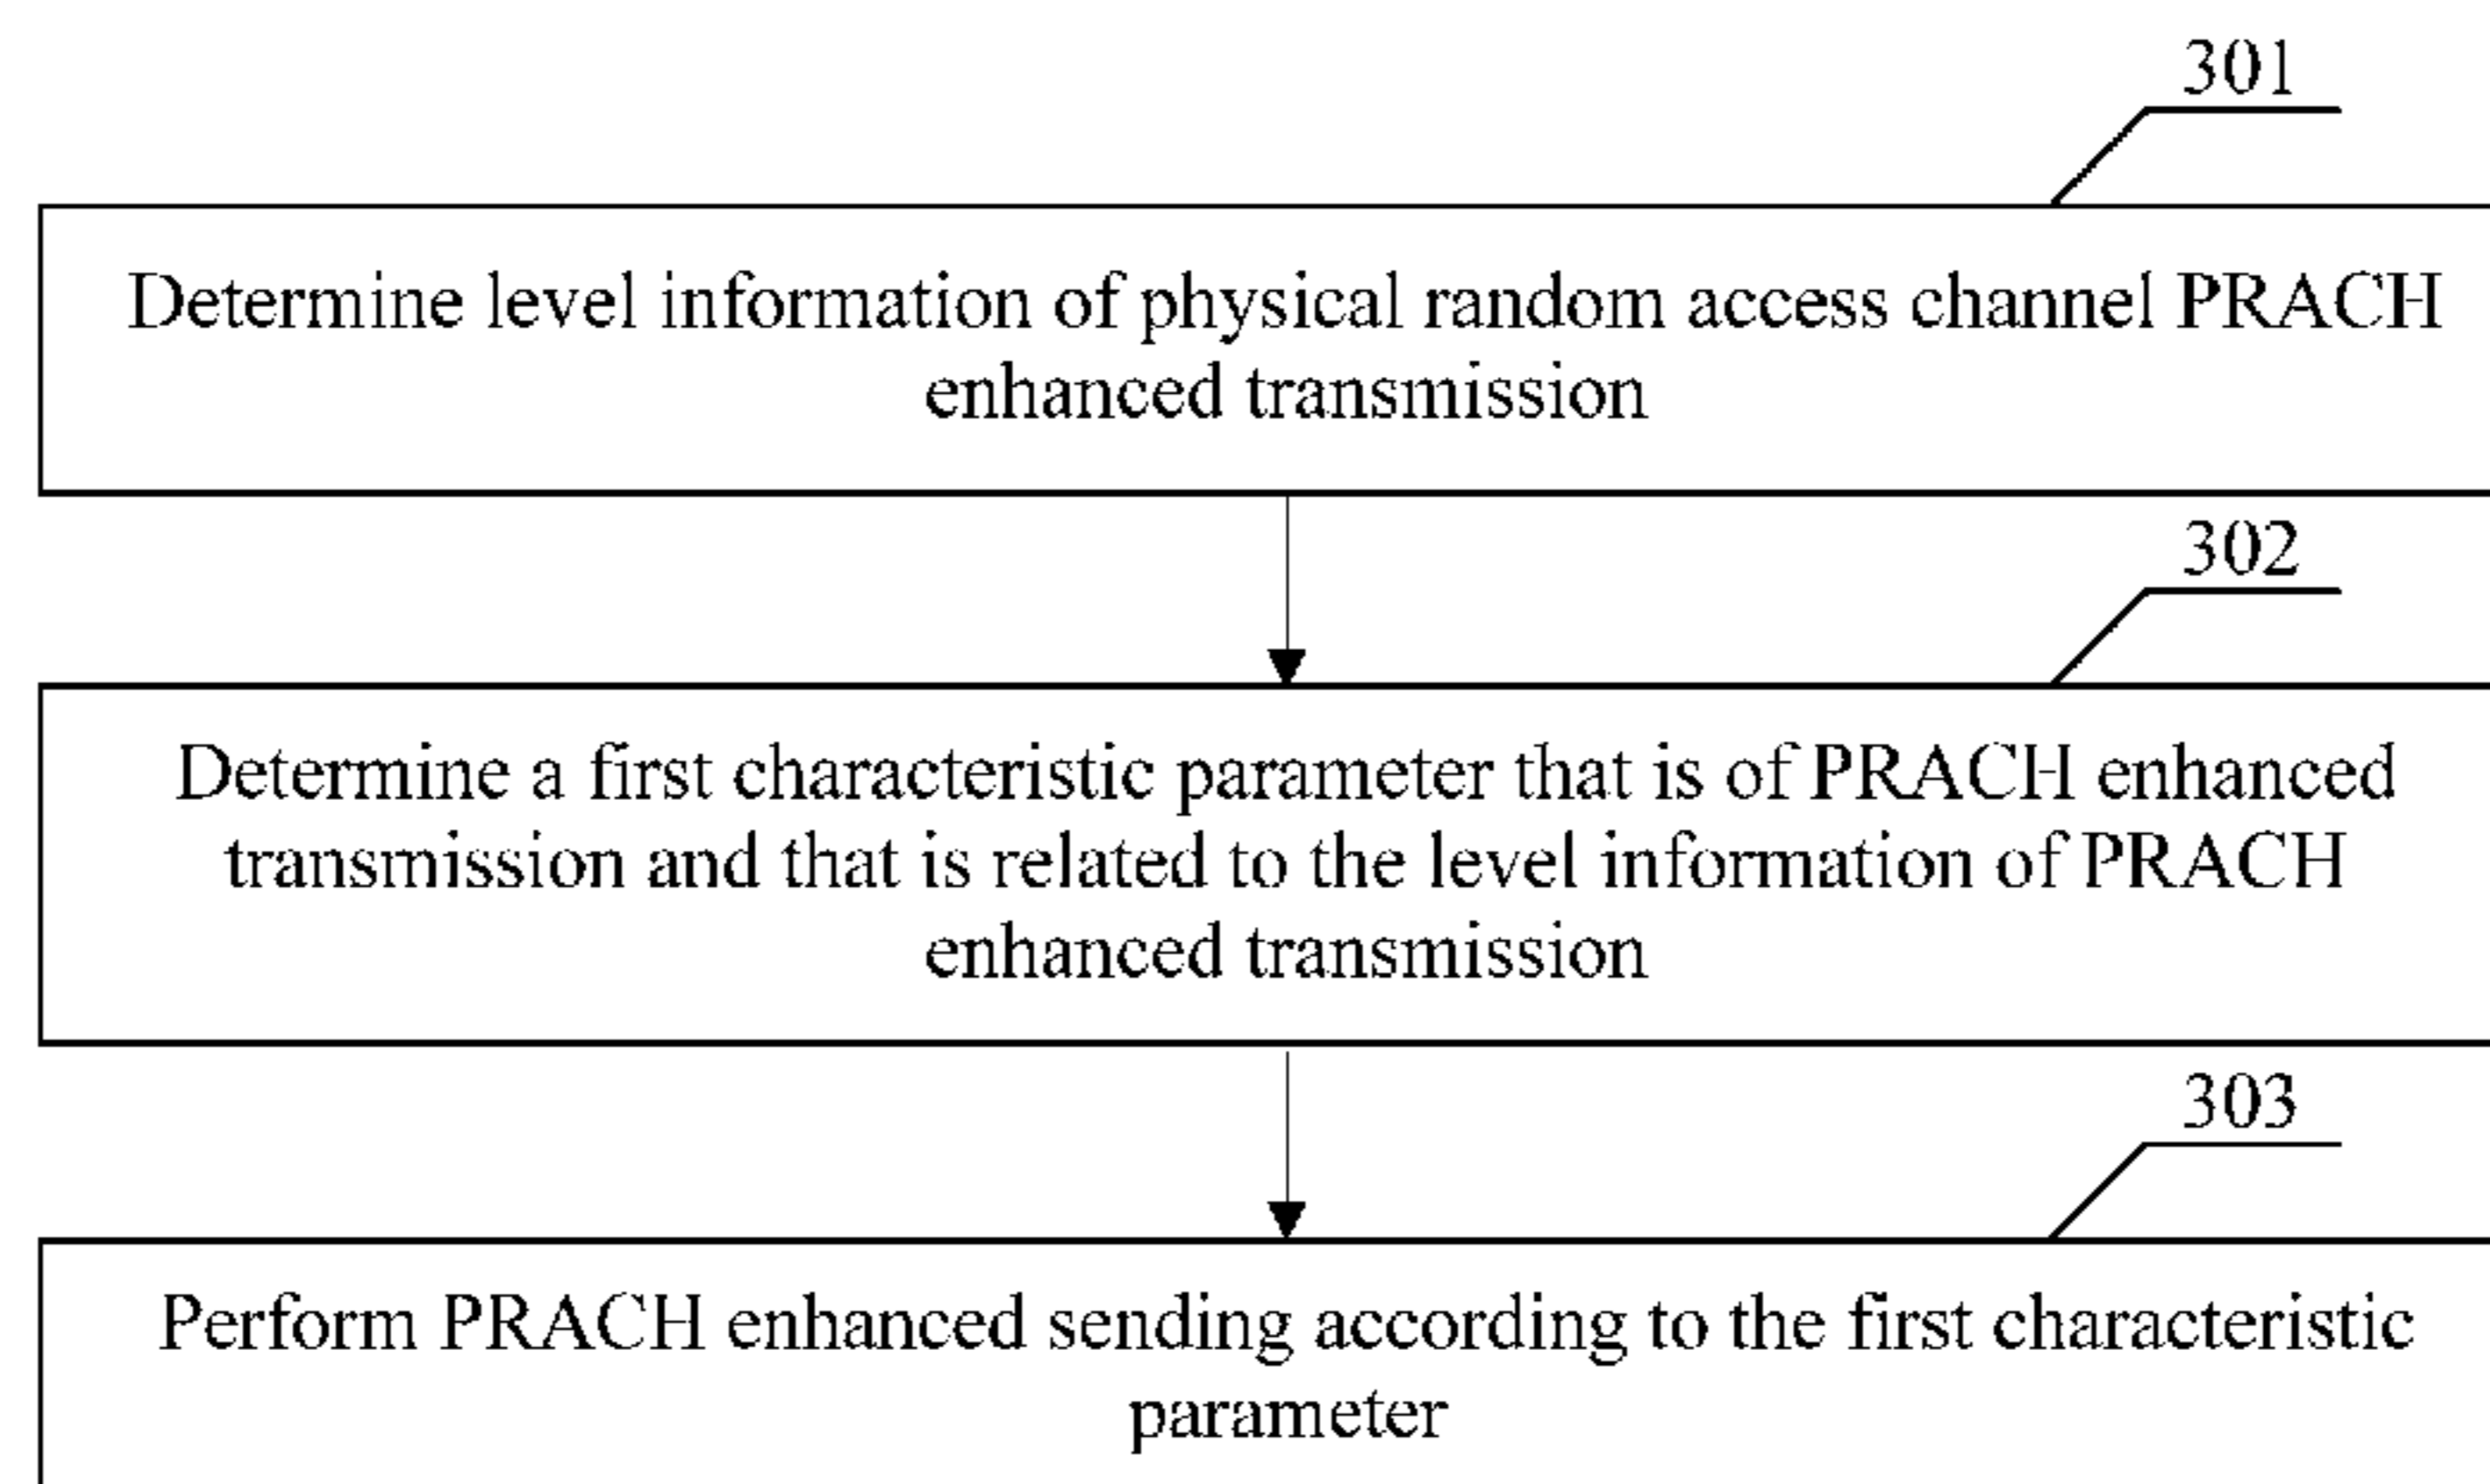 301
Determine level information of physical random access channel PRACH
enhanced transmission
302
Determine a first characteristic parameter that is of PRACH enhanced
transmission and that is related to the level information of PRACH
enhanced transmission
303
Perform PRACH enhanced sending according to the first characteristic
parameter